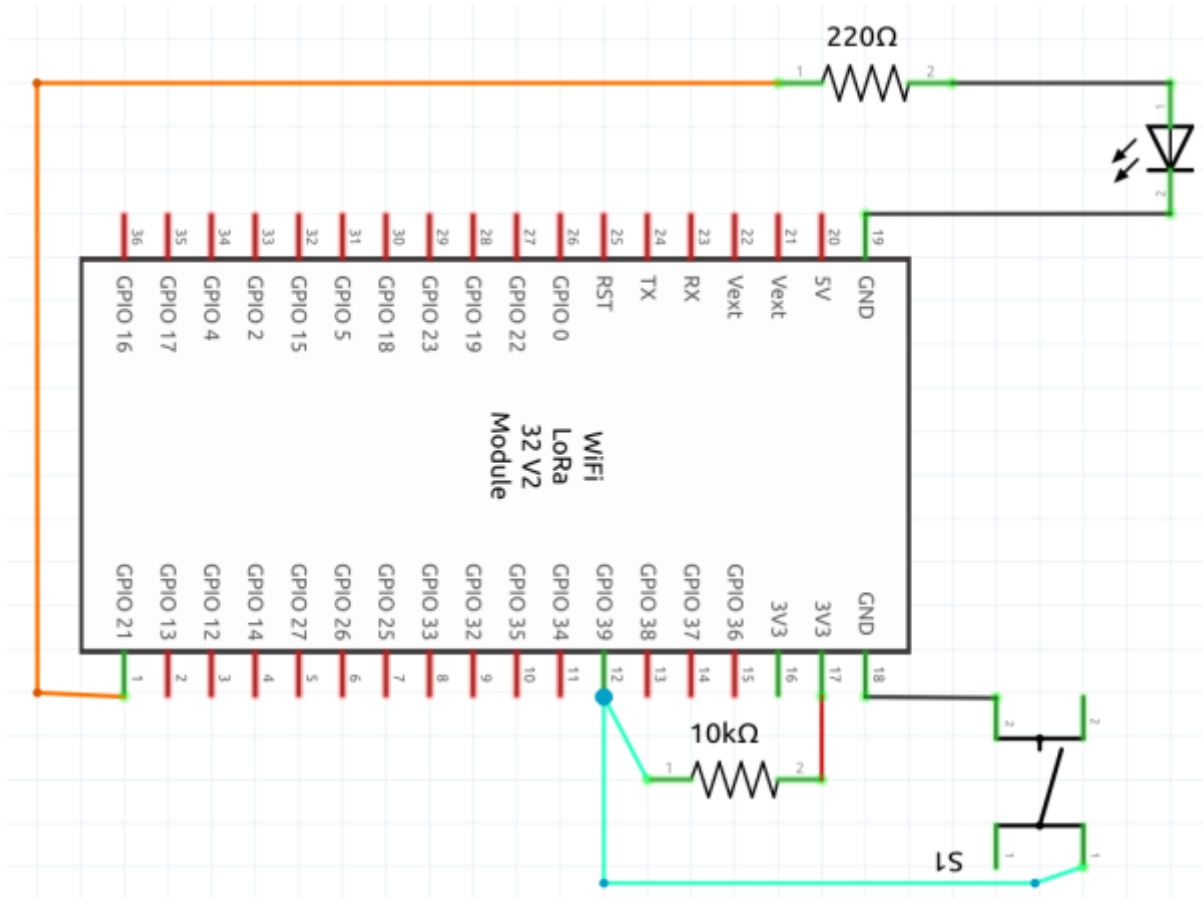 220Ω
1
2
1
2
36
35
34
33
32
31
30
29
28
27
26
25
24
23
22
21
20
19
GPIO 16
GPIO 17
GPIO 4
GPIO 2
GPIO 15
GPIO 5
GPIO 18
GPIO 23
GPIO 19
GPIO 22
GPIO 0
RST
TX
RX
Vext
Vext
5V
GND
WiFi
LoRa
32 V2
Module
GPIO 21
GPIO 13
GPIO 12
GPIO 14
GPIO 27
GPIO 26
GPIO 25
GPIO 33
GPIO 32
GPIO 35
GPIO 34
GPIO 39
GPIO 38
GPIO 37
GPIO 36
3V3
3V3
GND
1
2
3
4
5
6
7
8
9
10
11
12
13
14
15
16
17
18
10kΩ
1
2
2
2
S1
1
1